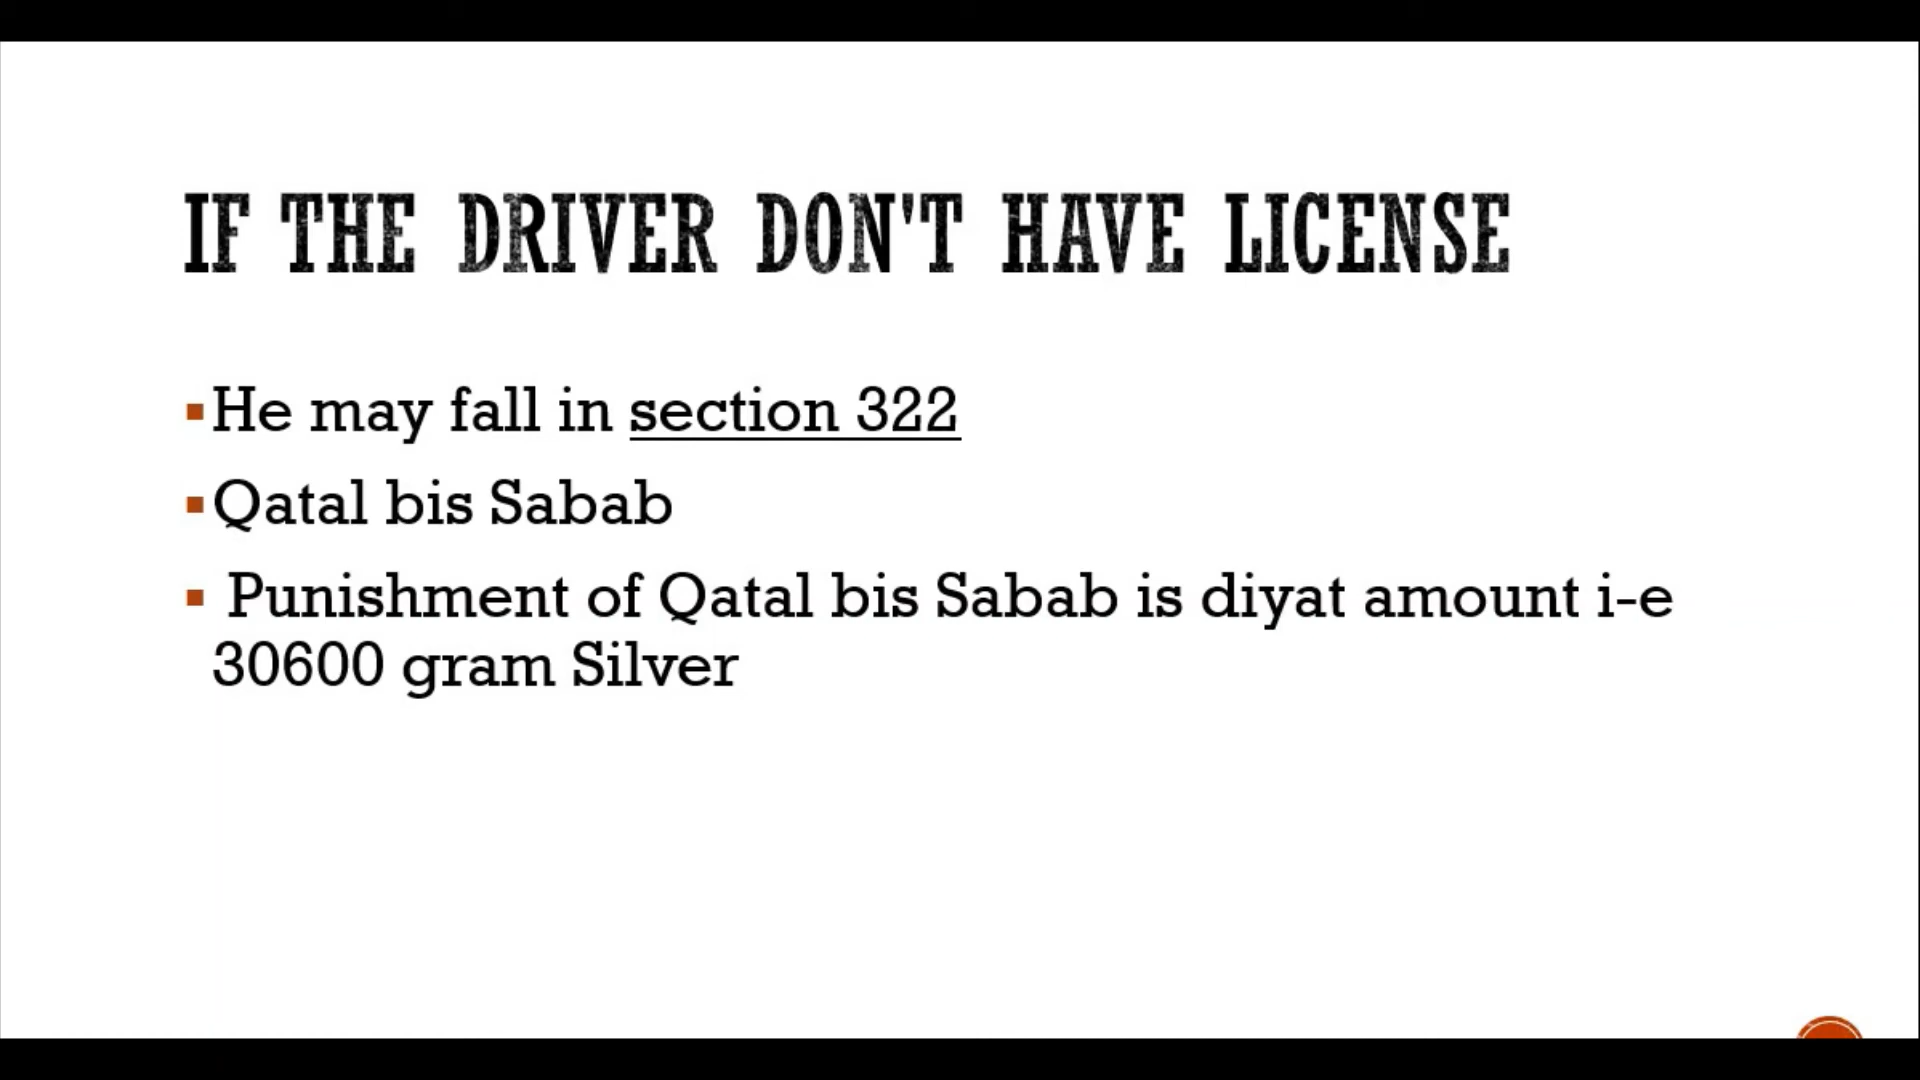 IF THE DRIVER DON'T HAVE LICENSE
▪He may fall in section 322
▪Qatal bis Sabab
▪ Punishment of Qatal bis Sabab is diyat amount i-e
30600 gram Silver